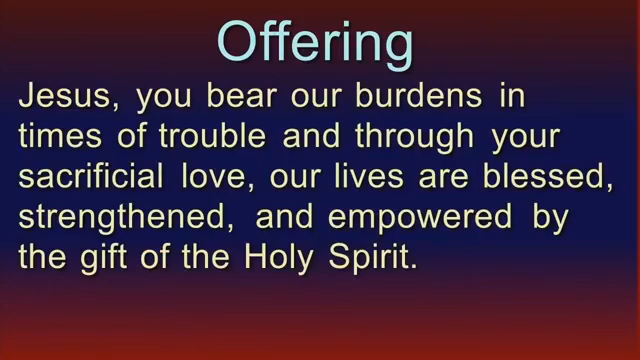 Offering
Jesus, you bear our burdens in
times of trouble and through your
sacrificial love, our lives are blessed,
strengthened, and empowered by
the gift of the Holy Spirit.